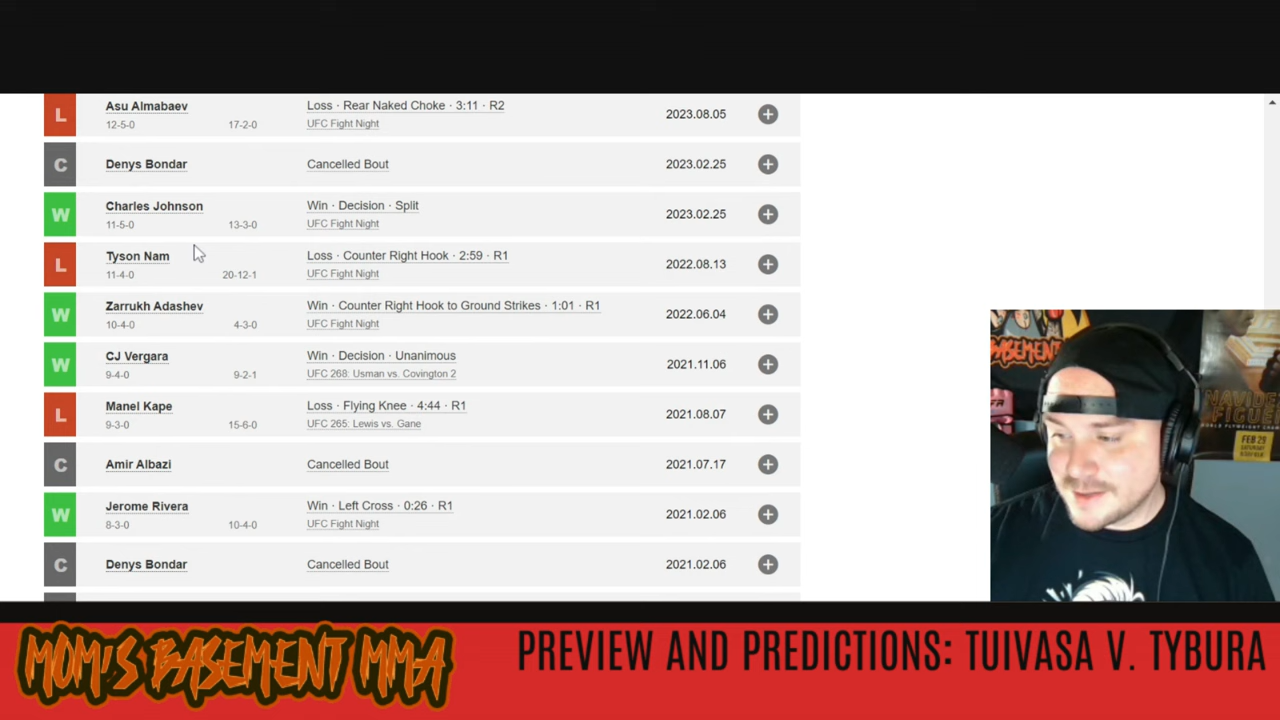 L
Asu Almabaev
Loss · Rear Naked Choke · 3:11 · R2
2023.08.05
12-5-0
17-2-0
UFC Fight Night
C
Denys Bondar
Cancelled Bout
2023.02.25
W
Charles Johnson
Win · Decision · Split
2023.02.25
11-5-0
13-3-0
UFC Fight Night
L
Tyson Nam
Loss · Counter Right Hook · 2:59 · R1
2022.08.13
11-4-0
20-12-1
UFC Fight Night
W
Zarrukh Adashev
Win · Counter Right Hook to Ground Strikes · 1:01 · R1
2022.06.04
10-4-0
4-3-0
UFC Fight Night
W
CJ Vergara
Win · Decision · Unanimous
2021.11.06
9-4-0
9-2-1
UFC 268: Usman vs. Covington 2
L
Manel Kape
Loss · Flying Knee · 4:44 · R1
2021.08.07
9-3-0
15-6-0
UFC 265: Lewis vs. Gane
C
Amir Albazi
Cancelled Bout
2021.07.17
W
Jerome Rivera
Win · Left Cross · 0:26 · R1
2021.02.06
8-3-0
10-4-0
UFC Fight Night
C
Denys Bondar
Cancelled Bout
2021.02.06
BASEMENT
FEB 29
MOM'S BASEMENT MMA
PREVIEW AND PREDICTIONS: TUIVASA V. TYBURA